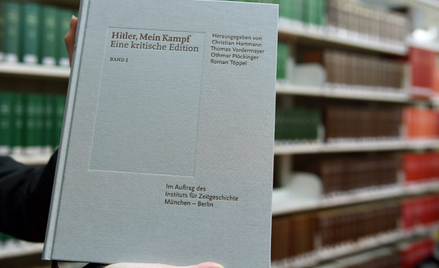 Hitler, Mein Kampf
Eine kritische Edition
BAND I
Herausgegeben von
Christian Hartmann
Thomas Vordermayer
Othmar Plöckinger
Roman Töppel
Im Auftrag des
Instituts für Zeitgeschichte
München – Berlin